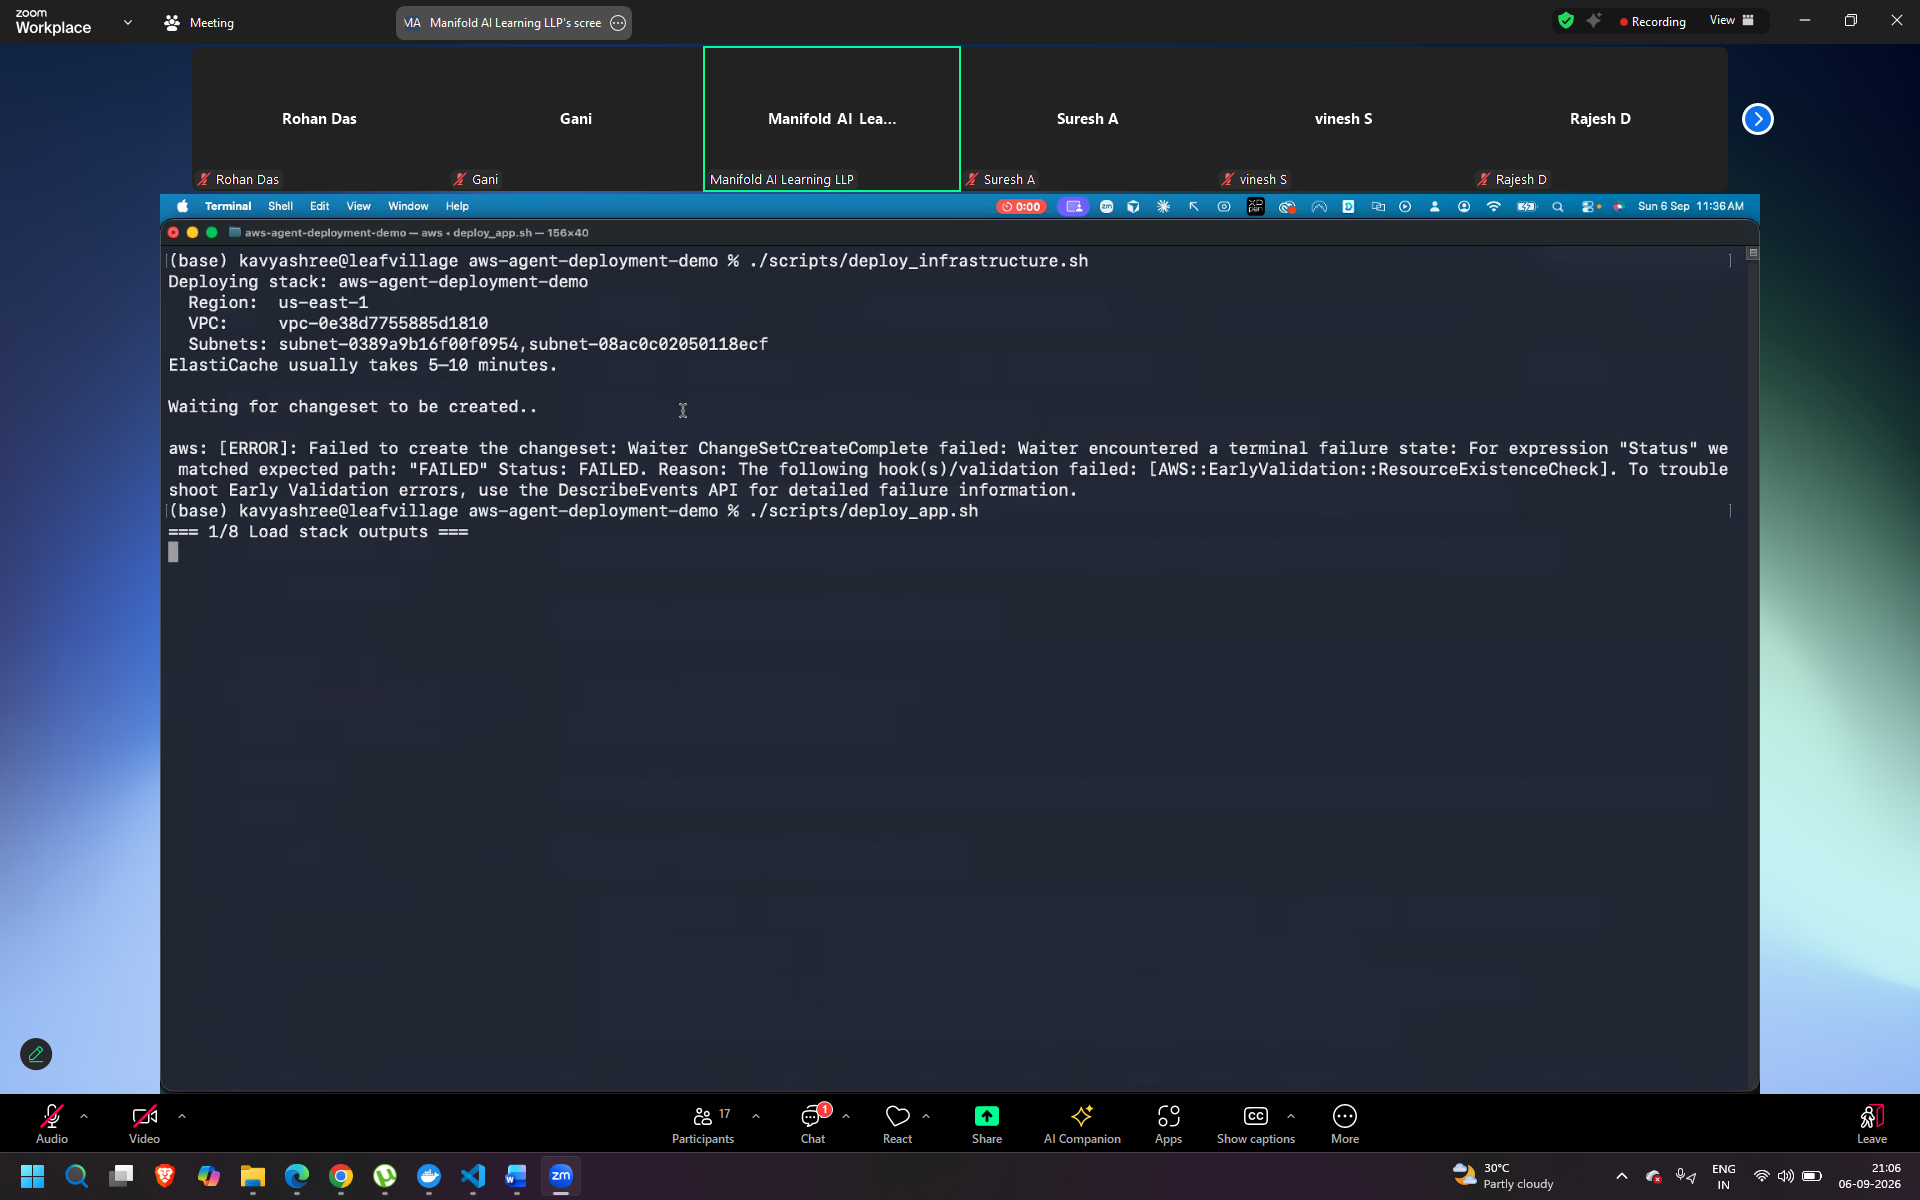 zoom
Workplace
Meeting
MA Manifold AI Learning LLP's scree
Recording
View
Rohan Das
Gani
Manifold AI Lea...
Suresh A
vinesh S
Rajesh D
Rohan Das
Gani
Manifold AI Learning LLP
Suresh A
vinesh S
Rajesh D
Terminal Shell Edit View Window Help
0:00
Sun 6 Sep 11:36 AM
aws-agent-deployment-demo — aws ‹ deploy_app.sh — 156×40
(base) kavyashree@leafvillage aws-agent-deployment-demo % ./scripts/deploy_infrastructure.sh
Deploying stack: aws-agent-deployment-demo
Region: us-east-1
VPC: vpc-0e38d7755885d1810
Subnets: subnet-0389a9b16f00f0954,subnet-08ac0c02050118ecf
ElastiCache usually takes 5–10 minutes.
Waiting for changeset to be created..
aws: [ERROR]: Failed to create the changeset: Waiter ChangeSetCreateComplete failed: Waiter encountered a terminal failure state: For expression "Status" we
matched expected path: "FAILED" Status: FAILED. Reason: The following hook(s)/validation failed: [AWS::EarlyValidation::ResourceExistenceCheck]. To trouble
shoot Early Validation errors, use the DescribeEvents API for detailed failure information.
(base) kavyashree@leafvillage aws-agent-deployment-demo % ./scripts/deploy_app.sh
=== 1/8 Load stack outputs ===
Audio
Video
17
Participants
1
Chat
React
Share
AI Companion
Apps
CC
Show captions
More
Leave
zm
30°C
Partly cloudy
ENG
IN
21:06
06-09-2026